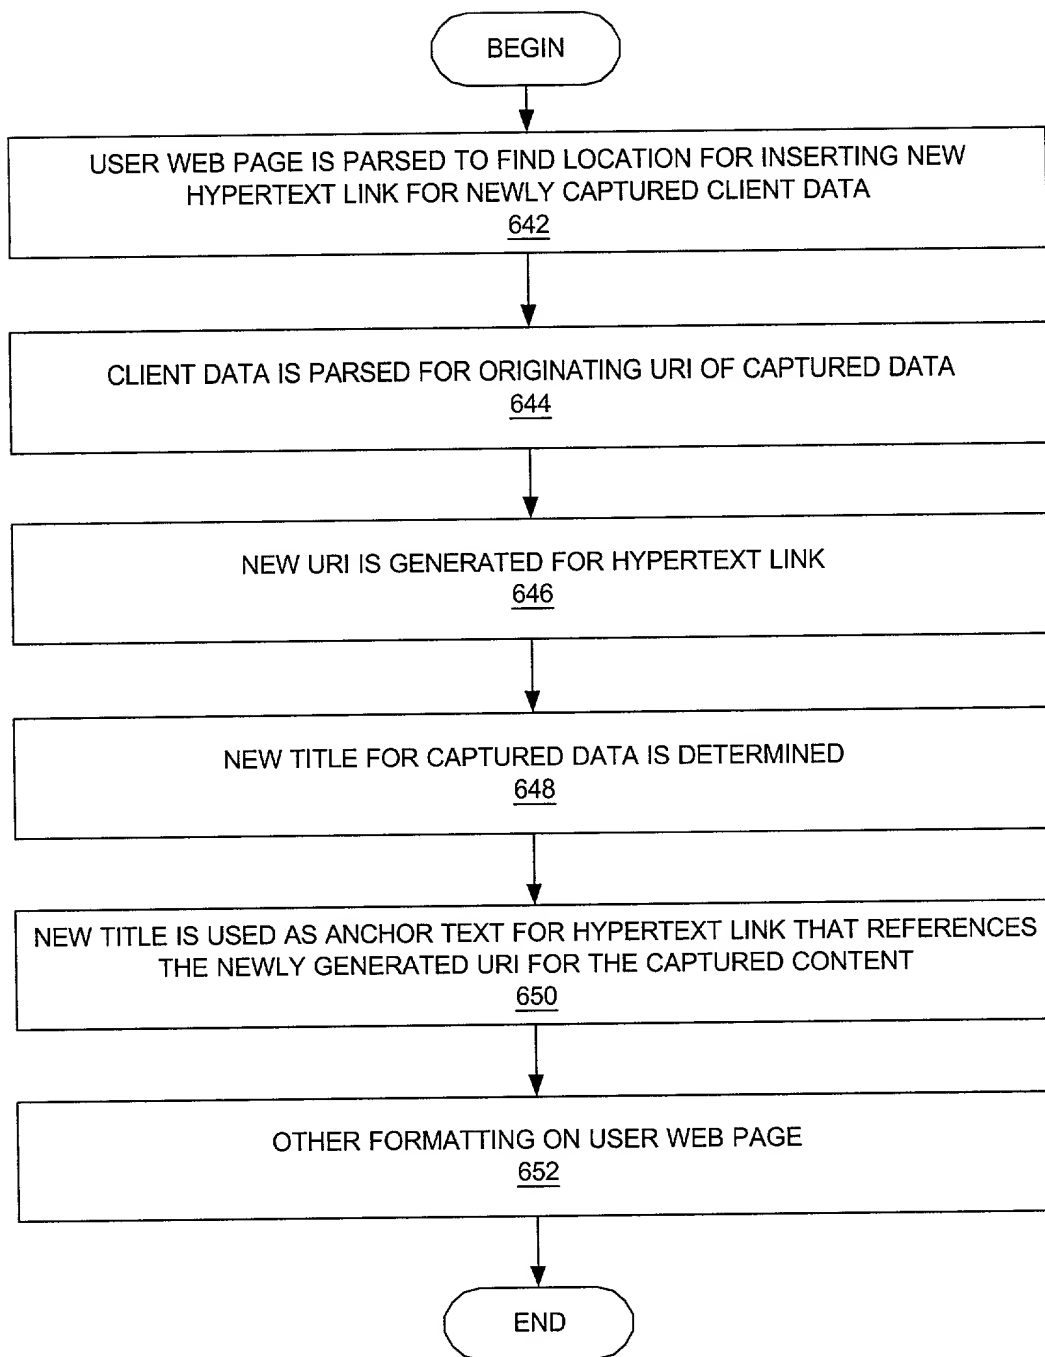 BEGIN
USER WEB PAGE IS PARSED TO FIND LOCATION FOR INSERTING NEW
HYPERTEXT LINK FOR NEWLY CAPTURED CLIENT DATA
642
CLIENT DATA IS PARSED FOR ORIGINATING URI OF CAPTURED DATA
644
NEW URI IS GENERATED FOR HYPERTEXT LINK
646
NEW TITLE FOR CAPTURED DATA IS DETERMINED
648
NEW TITLE IS USED AS ANCHOR TEXT FOR HYPERTEXT LINK THAT REFERENCES
THE NEWLY GENERATED URI FOR THE CAPTURED CONTENT
650
OTHER FORMATTING ON USER WEB PAGE
652
END